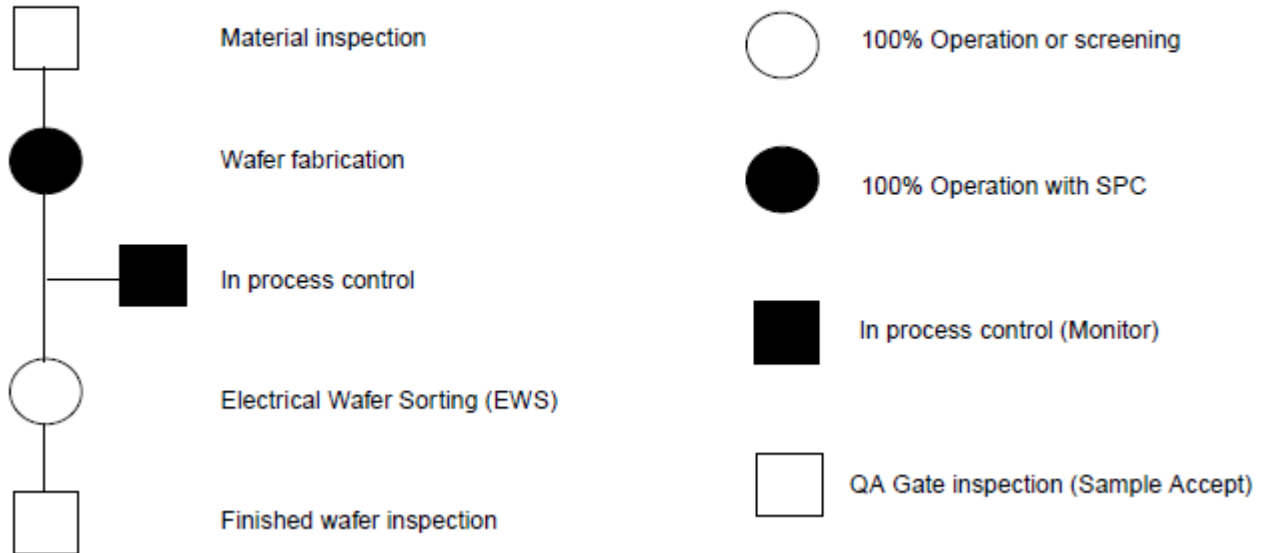 Material inspection
Wafer fabrication
In process control
Electrical Wafer Sorting (EWS)
Finished wafer inspection
100% Operation or screening
100% Operation with SPC
In process control (Monitor)
QA Gate inspection (Sample Accept)